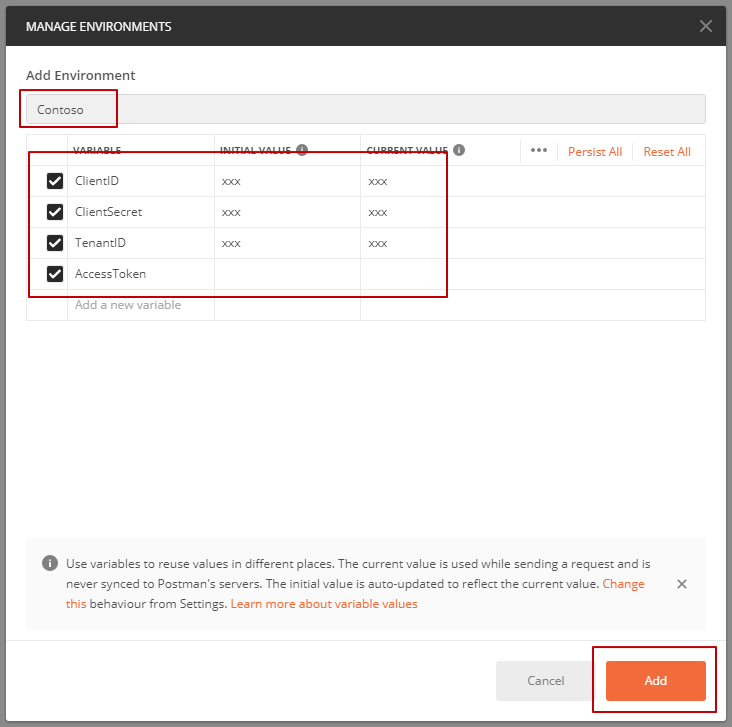 MANAGE ENVIRONMENTS
Add Environment
Contoso
VARIABLE INITIAL VALUE CURRENT VALUE Persist All Reset All
ClientID xxx xxx
ClientSecret xxx xxx
TenantID xxx xxx
AccessToken
Add a new variable
Use variables to reuse values in different places. The current value is used while sending a request and is
never synced to Postman's servers. The initial value is auto-updated to reflect the current value. Change
this behaviour from Settings. Learn more about variable values
Cancel Add